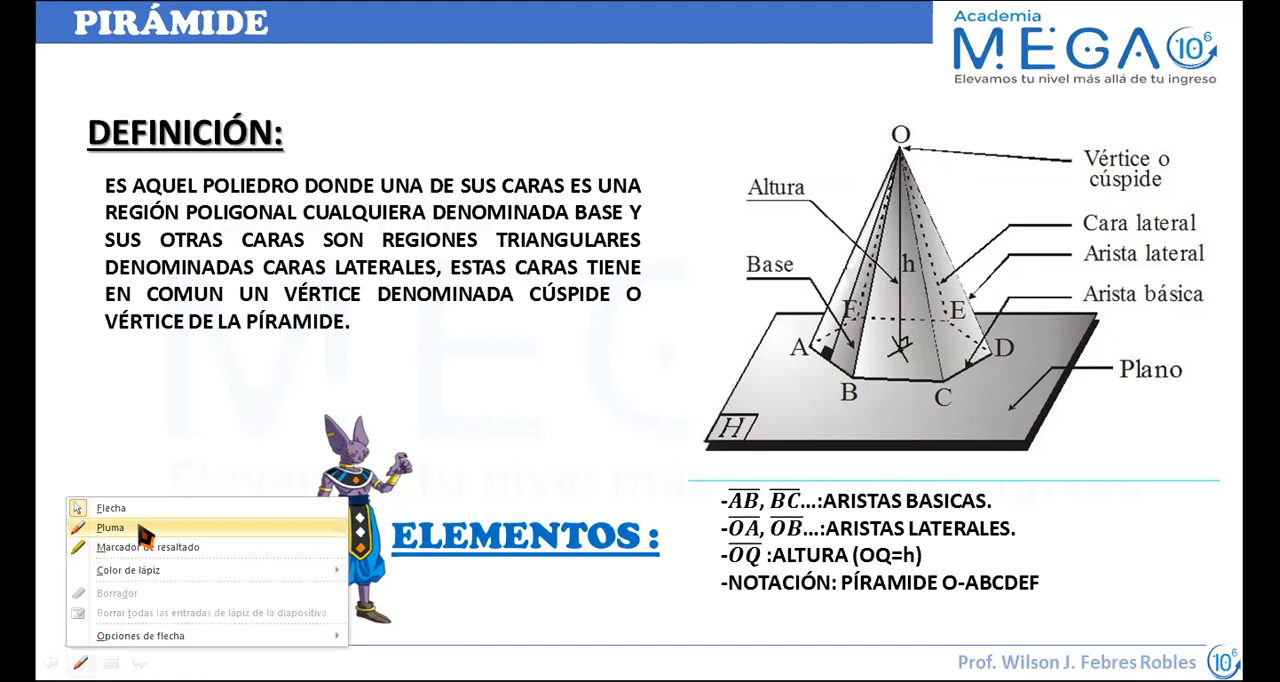 PIRÁMIDE
Academia
MEGA 10⁶
Elevamos tu nivel más allá de tu ingreso
DEFINICIÓN:
ES AQUEL POLIEDRO DONDE UNA DE SUS CARAS ES UNA
REGIÓN POLIGONAL CUALQUIERA DENOMINADA BASE Y
SUS OTRAS CARAS SON REGIONES TRIANGULARES
DENOMINADAS CARAS LATERALES, ESTAS CARAS TIENE
EN COMUN UN VÉRTICE DENOMINADA CÚSPIDE O
VÉRTICE DE LA PÍRAMIDE.
O
Vértice o
cúspide
Altura
Cara lateral
Arista lateral
Base
h
Arista básica
F
E
A
D
B
C
Plano
H
Flecha
Pluma
Marcador de resaltado
Color de lápiz
Borrador
Borrar todas las entradas de lápiz de la diapositiva
Opciones de flecha
ELEMENTOS :
-A̅B̅, B̅C̅...:ARISTAS BASICAS.
-O̅A̅, O̅B̅...:ARISTAS LATERALES.
-O̅Q̅ :ALTURA (OQ=h)
-NOTACIÓN: PÍRAMIDE O-ABCDEF
Prof. Wilson J. Febres Robles 10⁶